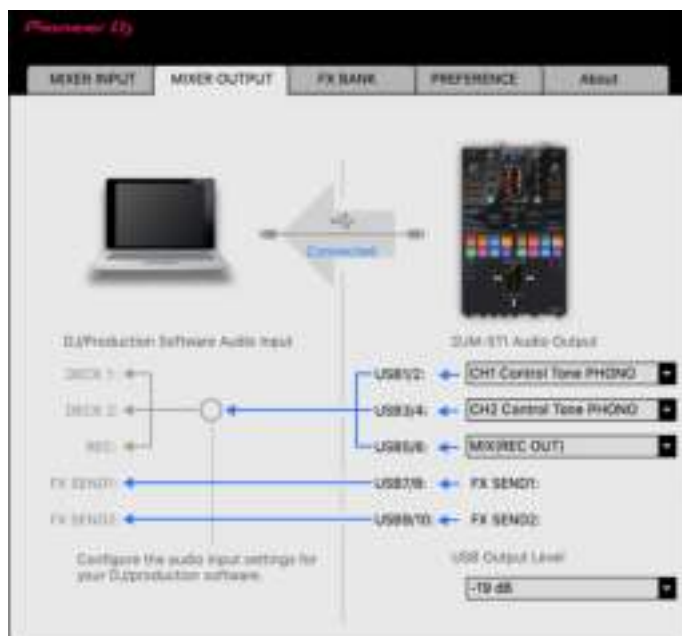 Pioneer Dj
MIXER INPUT MIXER OUTPUT FX BANK PREFERENCE About
Connected
DJ/Production Software Audio Input DJM-S11 Audio Output
DECK 1: USB1/2: CH1 Control Tone PHONO
DECK 2: USB3/4: CH2 Control Tone PHONO
REC: USB5/6: MIX(REC OUT)
FX SEND1: USB7/8: FX SEND1:
FX SEND2: USB9/10: FX SEND2:
Configure the audio input settings for
your DJ/production software.
USB Output Level
-19 dB